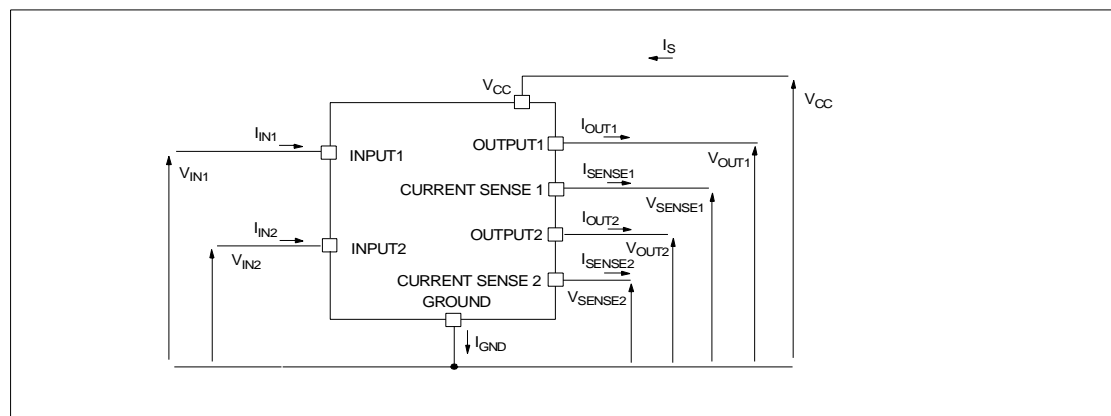 I_S
V_CC
V_CC
I_IN1
INPUT1
V_IN1
OUTPUT1
I_OUT1
V_OUT1
CURRENT SENSE 1
I_SENSE1
V_SENSE1
I_IN2
INPUT2
V_IN2
OUTPUT2
I_OUT2
V_OUT2
CURRENT SENSE 2
I_SENSE2
V_SENSE2
GROUND
I_GND